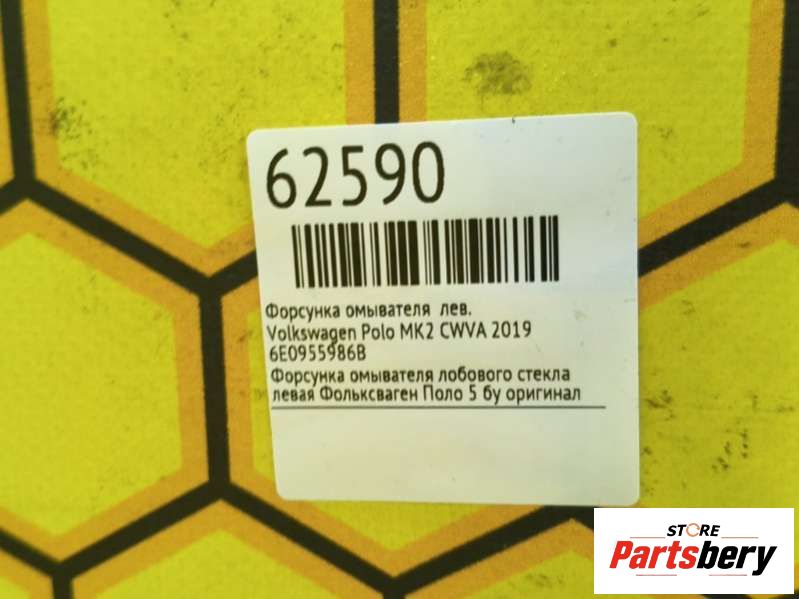 62590
Форсунка омывателя лев.
Volkswagen Polo MK2 CWVA 2019
6E0955986B
Форсунка омывателя лобового стекла
левая Фольксваген Поло 5 бу оригинал
STORE
Partsbery